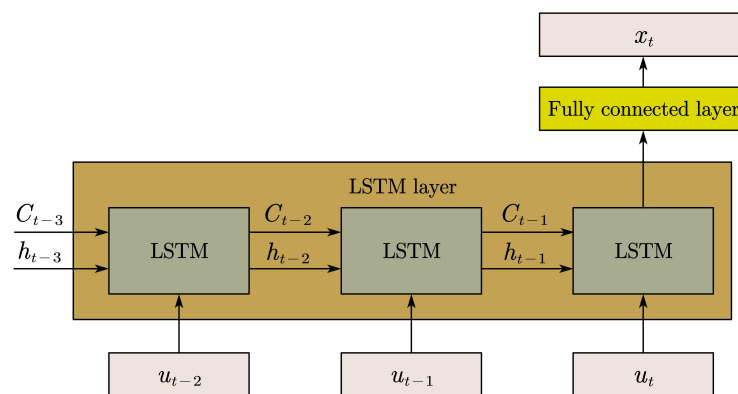 x_t
Fully connected layer
LSTM layer
C_{t-3} C_{t-2} C_{t-1}
LSTM LSTM LSTM
h_{t-3} h_{t-2} h_{t-1}
u_{t-2} u_{t-1} u_t